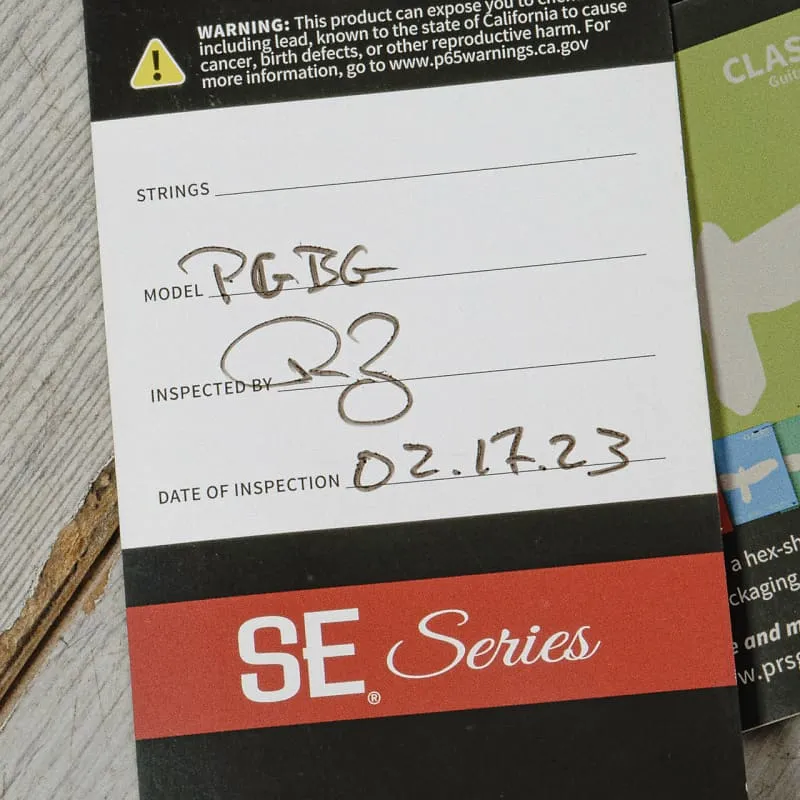 WARNING: This product can expose you to
including lead, known to the state of California to cause
cancer, birth defects, or other reproductive harm. For
more information, go to www.p65warnings.ca.gov
STRINGS
MODEL PGBG
INSPECTED BY
DATE OF INSPECTION 02.17.23
SE® Series
CLAS
Guit
a hex-sh
ckaging
e and m
w.prsg